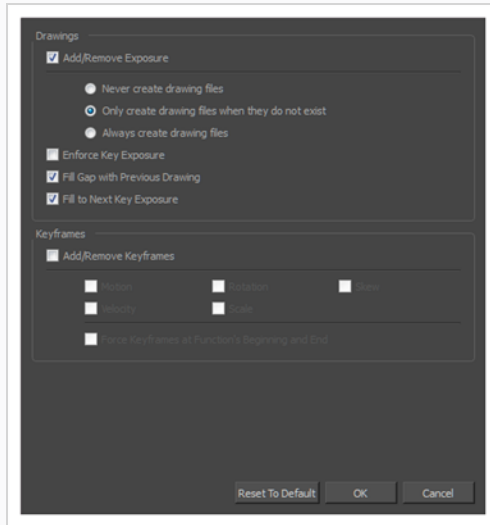 Drawings
Add/Remove Exposure
Never create drawing files
Only create drawing files when they do not exist
Always create drawing files
Enforce Key Exposure
Fill Gap with Previous Drawing
Fill to Next Key Exposure
Keyframes
Add/Remove Keyframes
Motion Rotation Skew
Velocity Scale
Force Keyframes at Function's Beginning and End
Reset To Default OK Cancel